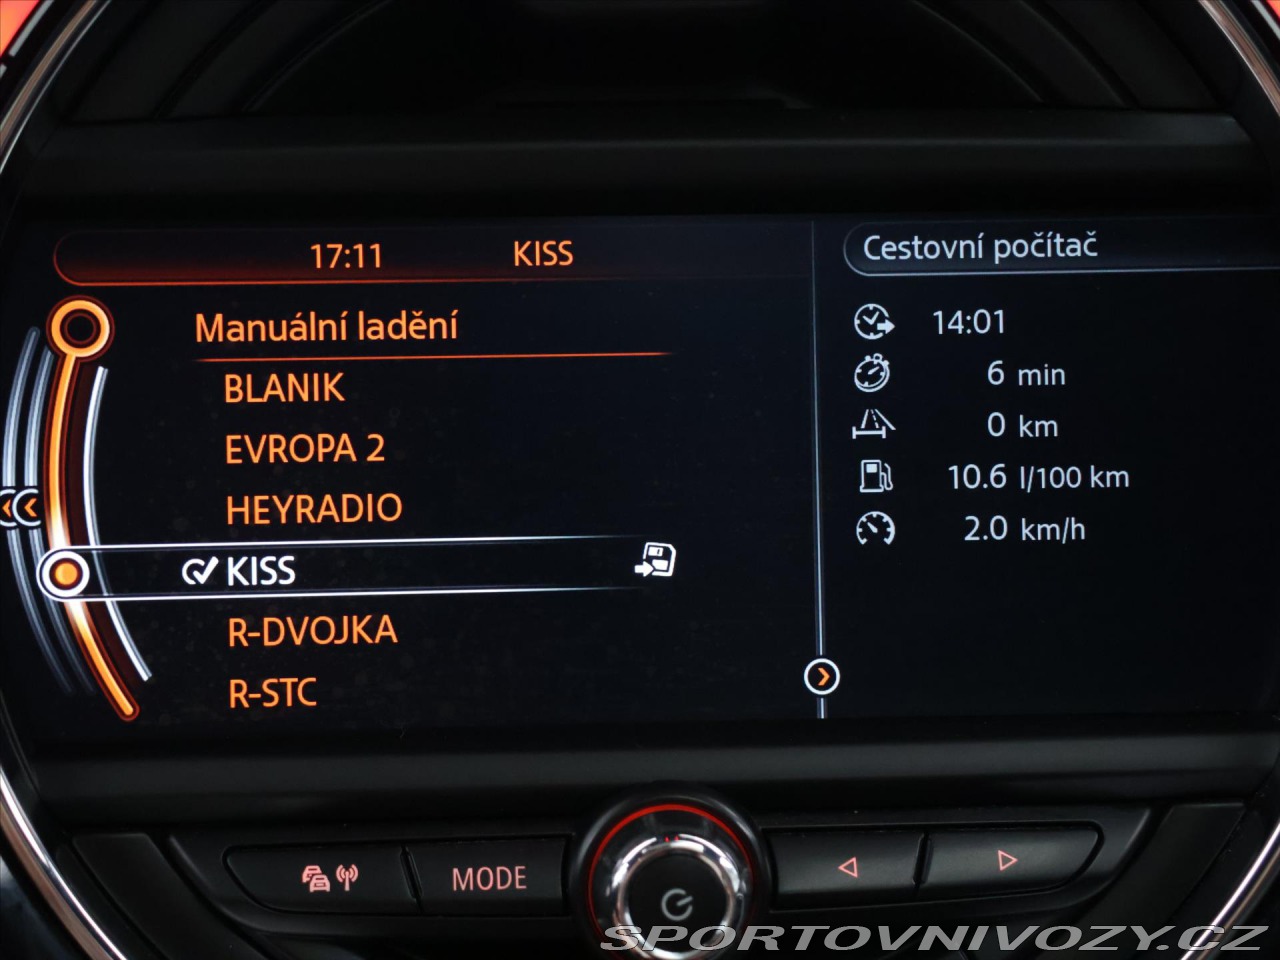 17:11 KISS
Manuální ladění
BLANIK
EVROPA 2
HEYRADIO
KISS
R-DVOJKA
R-STC
Cestovní počítač
14:01
6 min
0 km
10.6 l/100 km
2.0 km/h
MODE
SPORTOVNIVOZY.CZ